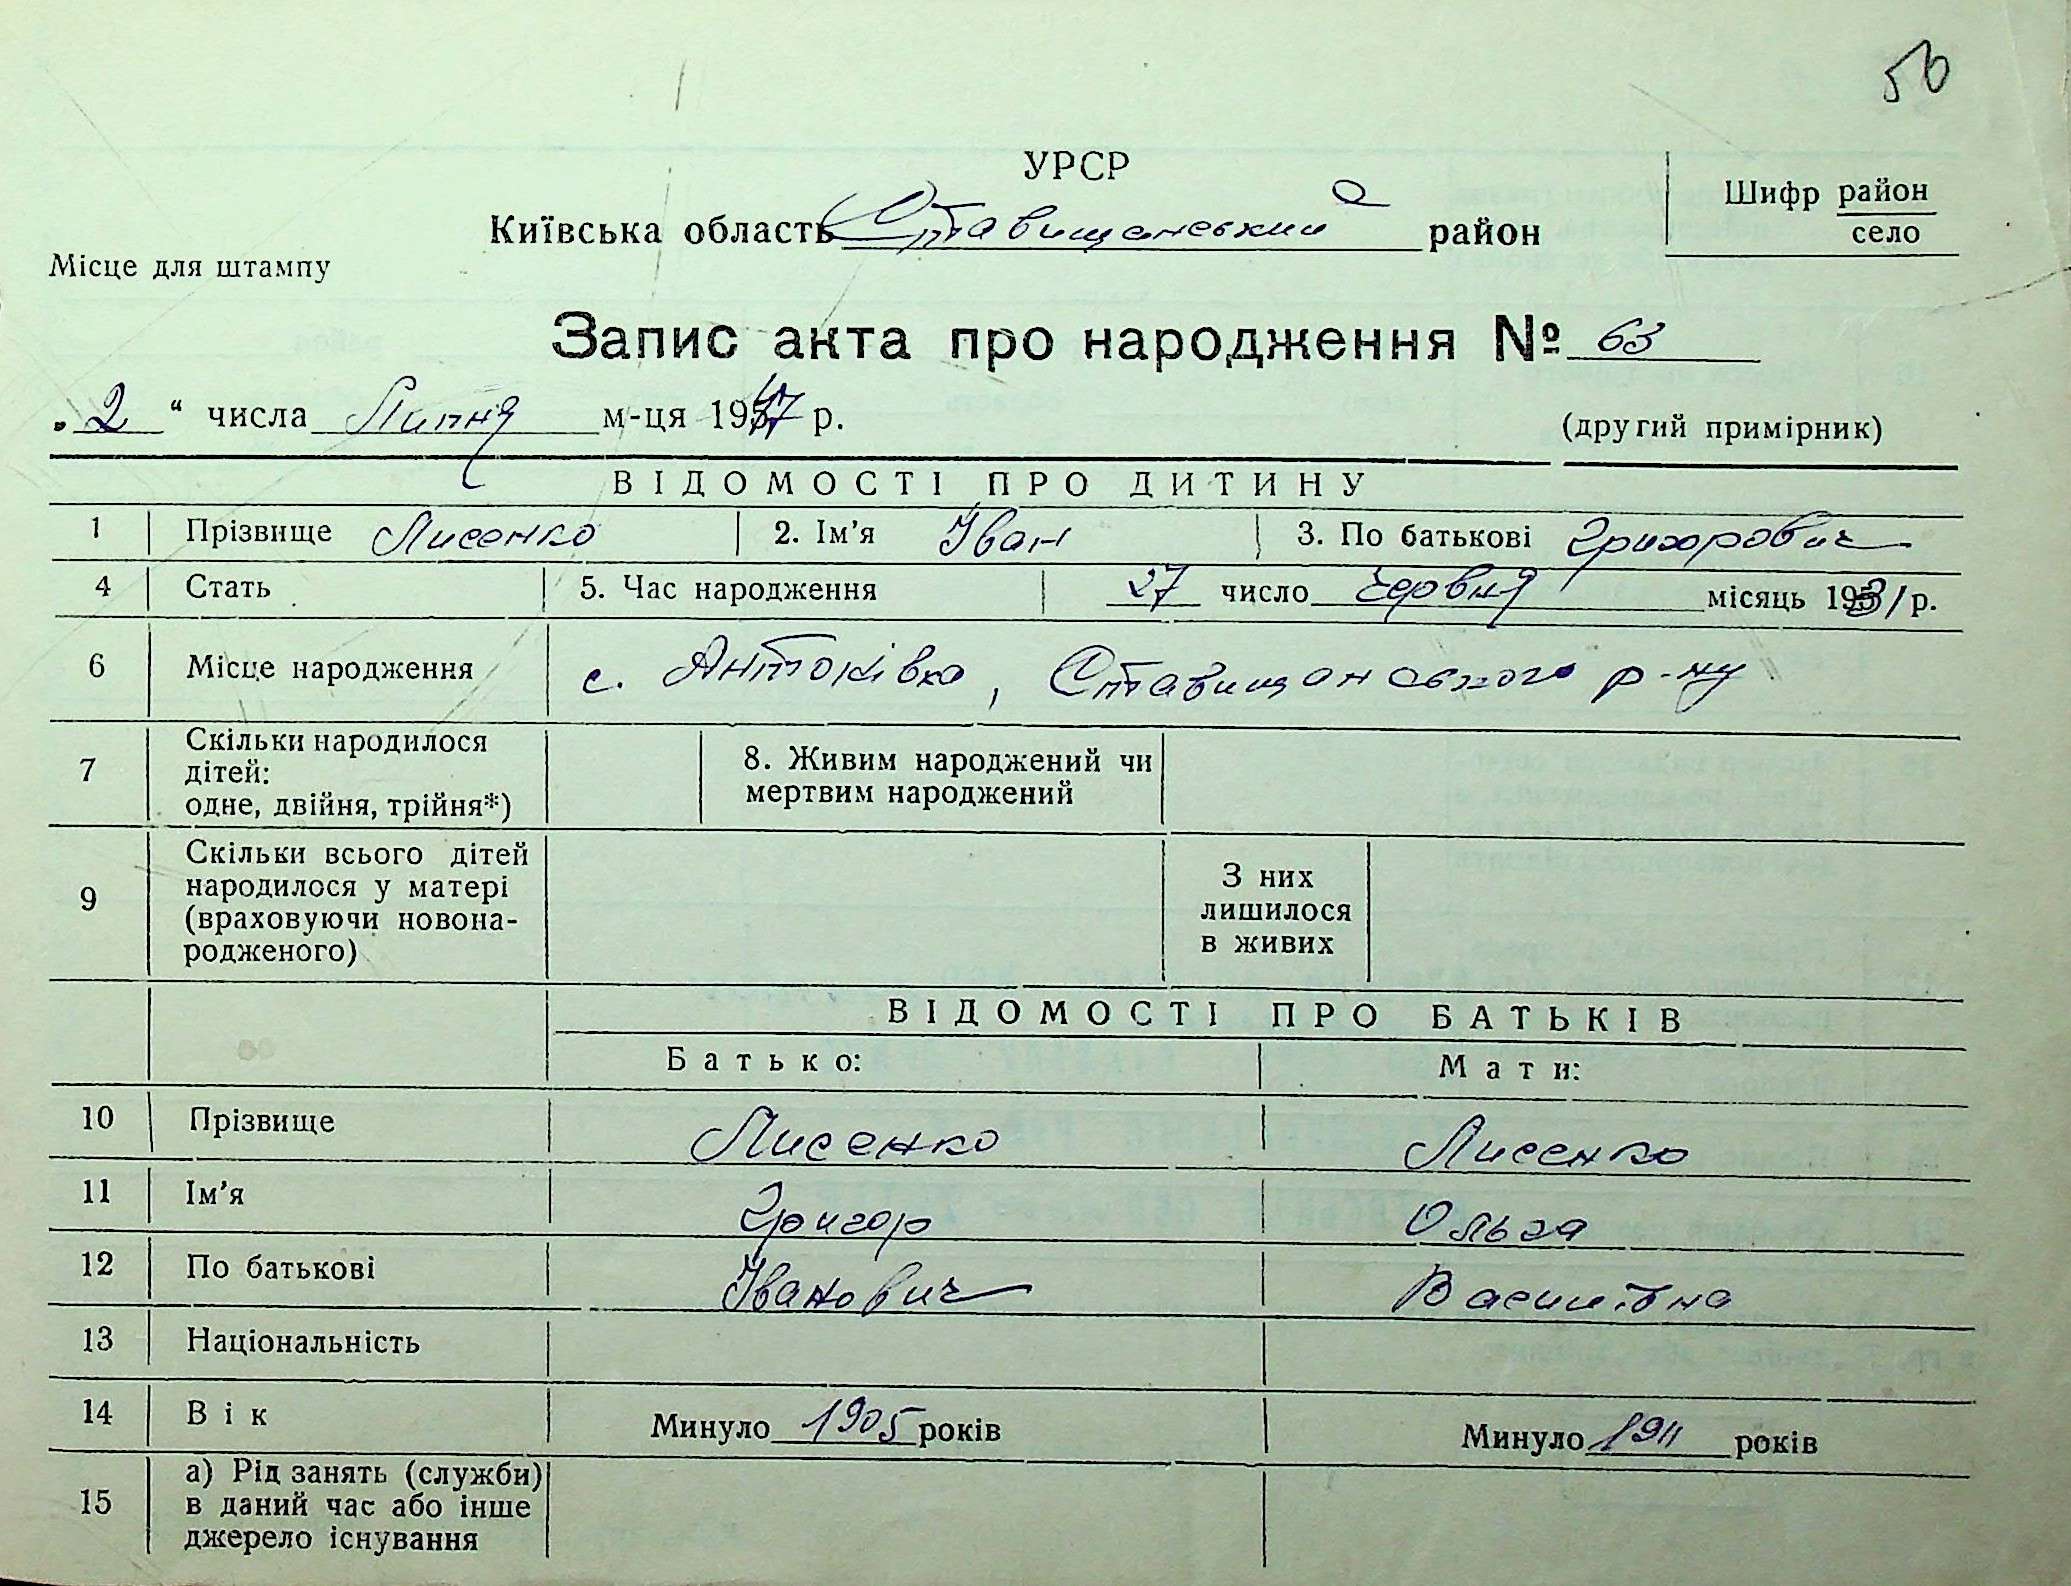 56
УРСР
Київська область Ставищанський район
Шифр район
село
Місце для штампу
Запис акта про народження № 63
„2“ числа Липня м-ця 1947 р.
(другий примірник)
ВІДОМОСТІ ПРО ДИТИНУ
1 Прізвище Лисенко 2. Ім'я Іван 3. По батькові Григорович
4 Стать 5. Час народження 27 число Червня місяць 1931 р.
6 Місце народження с. Антонівка, Ставищанського р-ну
7 Скільки народилося
дітей:
одне, двійня, трійня*)
8. Живим народжений чи
мертвим народжений
9 Скільки всього дітей
народилося у матері
(враховуючи новона-
родженого)
З них
лишилося
в живих
ВІДОМОСТІ ПРО БАТЬКІВ
Батько: Мати:
10 Прізвище Лисенко Лисенко
11 Ім'я Григор Ольга
12 По батькові Іванович Василівна
13 Національність
14 Вік Минуло 1905 років Минуло 1911 років
15 а) Рід занять (служби)
в даний час або інше
джерело існування